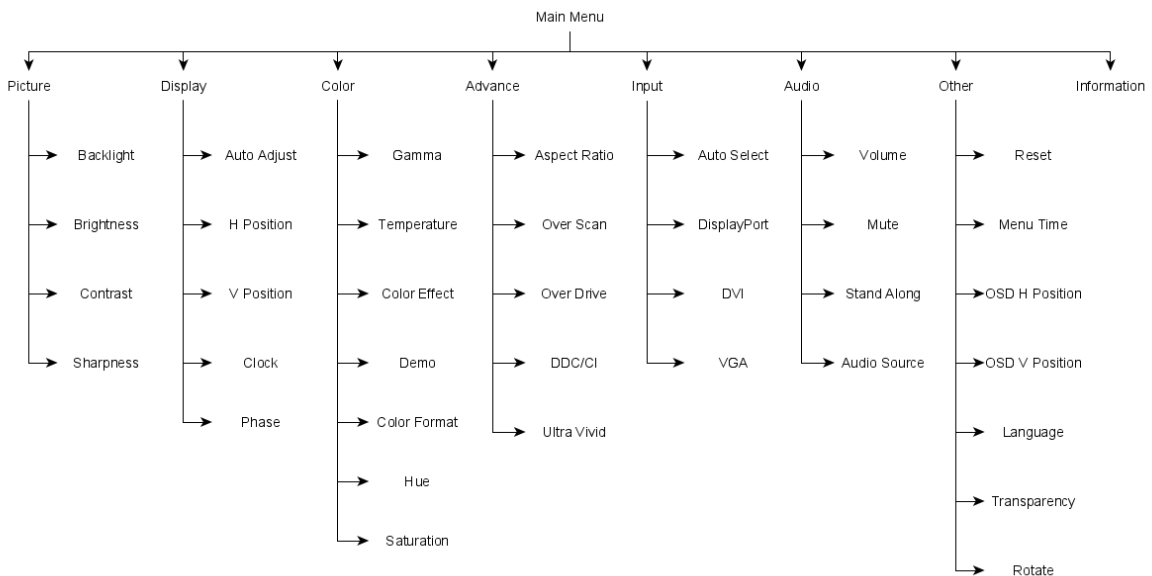 Main Menu
Picture
Display
Color
Advance
Input
Audio
Other
Information
Backlight
Auto Adjust
Gamma
Aspect Ratio
Auto Select
Volume
Reset
Brightness
H Position
Temperature
Over Scan
DisplayPort
Mute
Menu Time
Contrast
V Position
Color Effect
Over Drive
DVI
Stand Along
OSD H Position
Sharpness
Clock
Demo
DDC/CI
VGA
Audio Source
OSD V Position
Phase
Color Format
Ultra Vivid
Language
Hue
Transparency
Saturation
Rotate